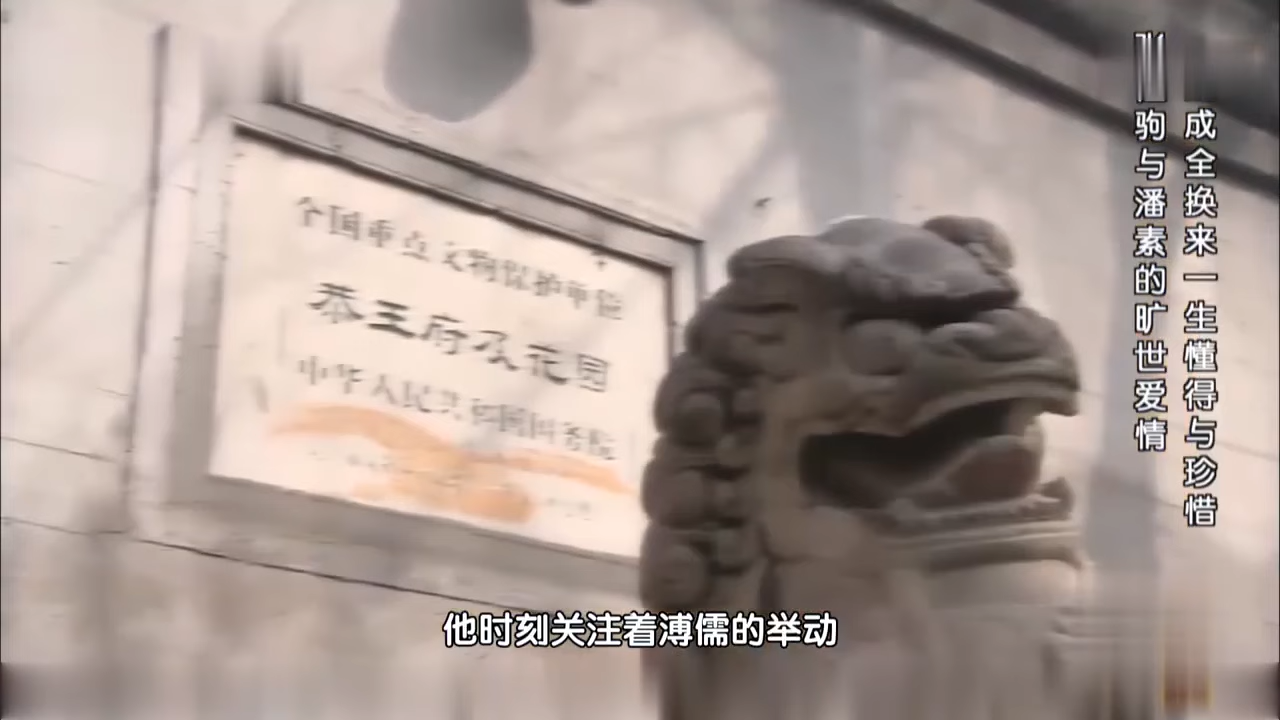 成全换来一生懂得与珍惜
驹与潘素的旷世爱情
全国重点文物保护单位
恭王府及花园
中华人民共和国国务院
他时刻关注着溥儒的举动